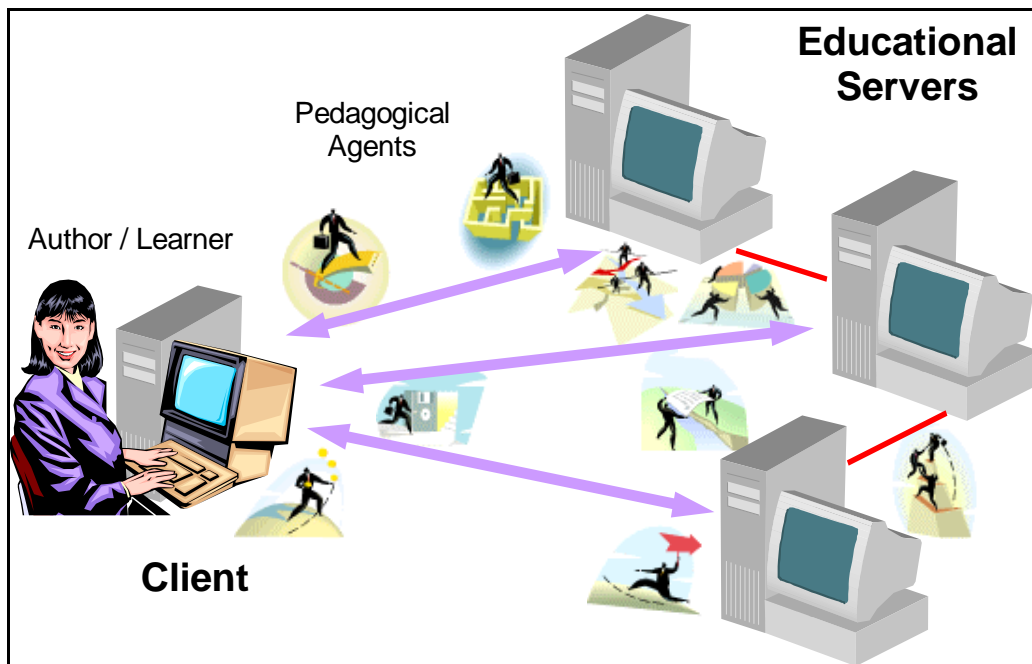 Educational
Servers
Pedagogical
Agents
Author / Learner
Client